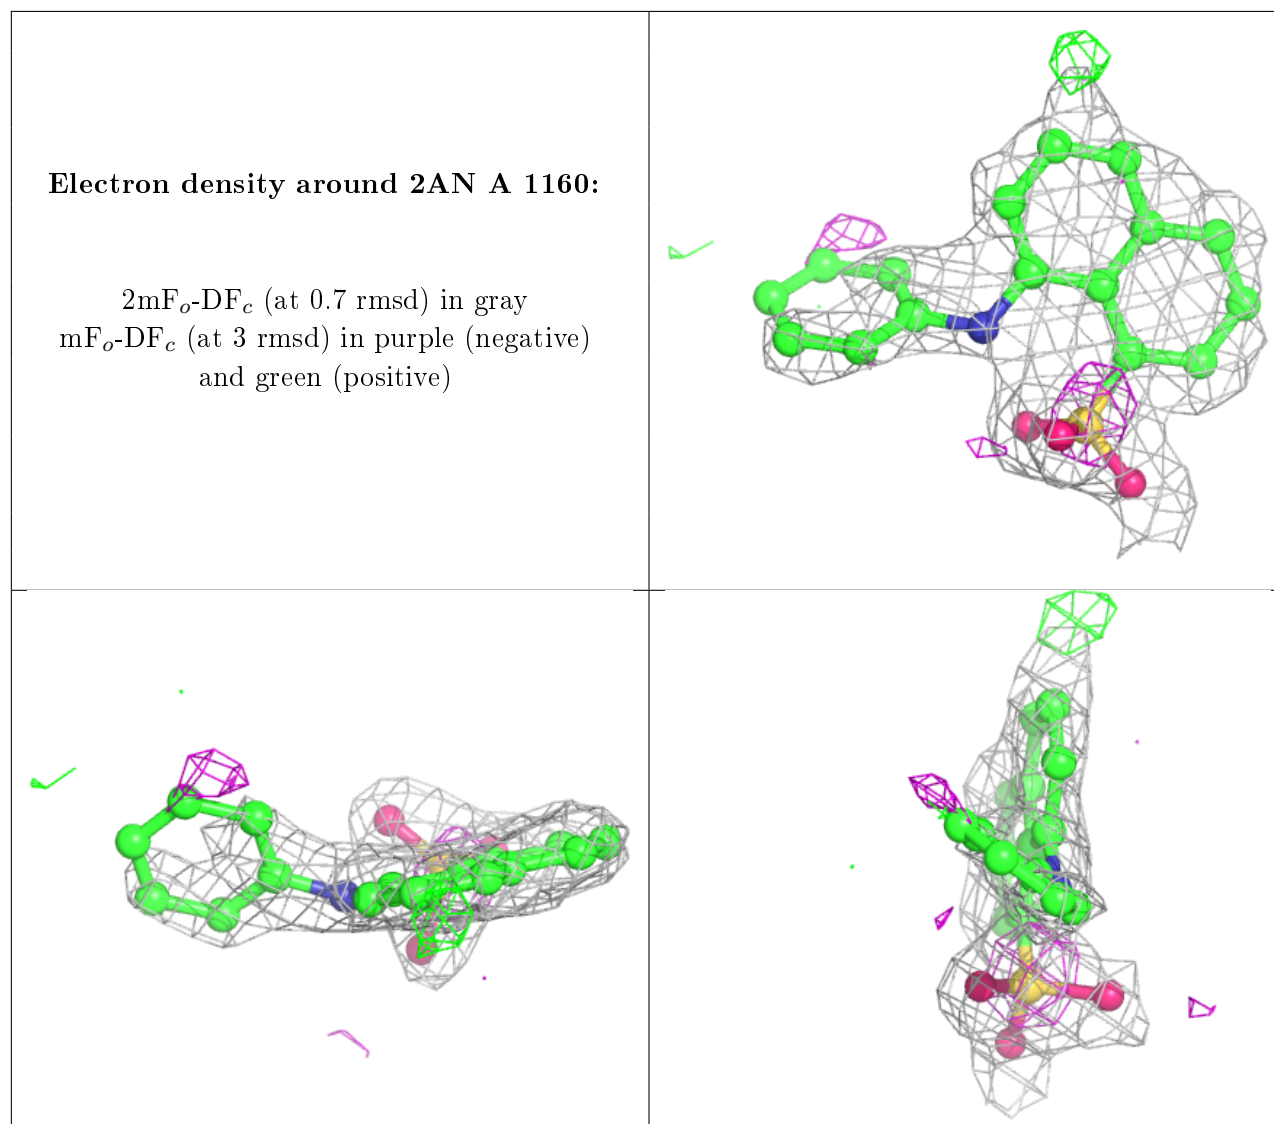 Electron density around 2AN A 1160:
2mFₒ-DF𝒸 (at 0.7 rmsd) in gray
mFₒ-DF𝒸 (at 3 rmsd) in purple (negative)
and green (positive)